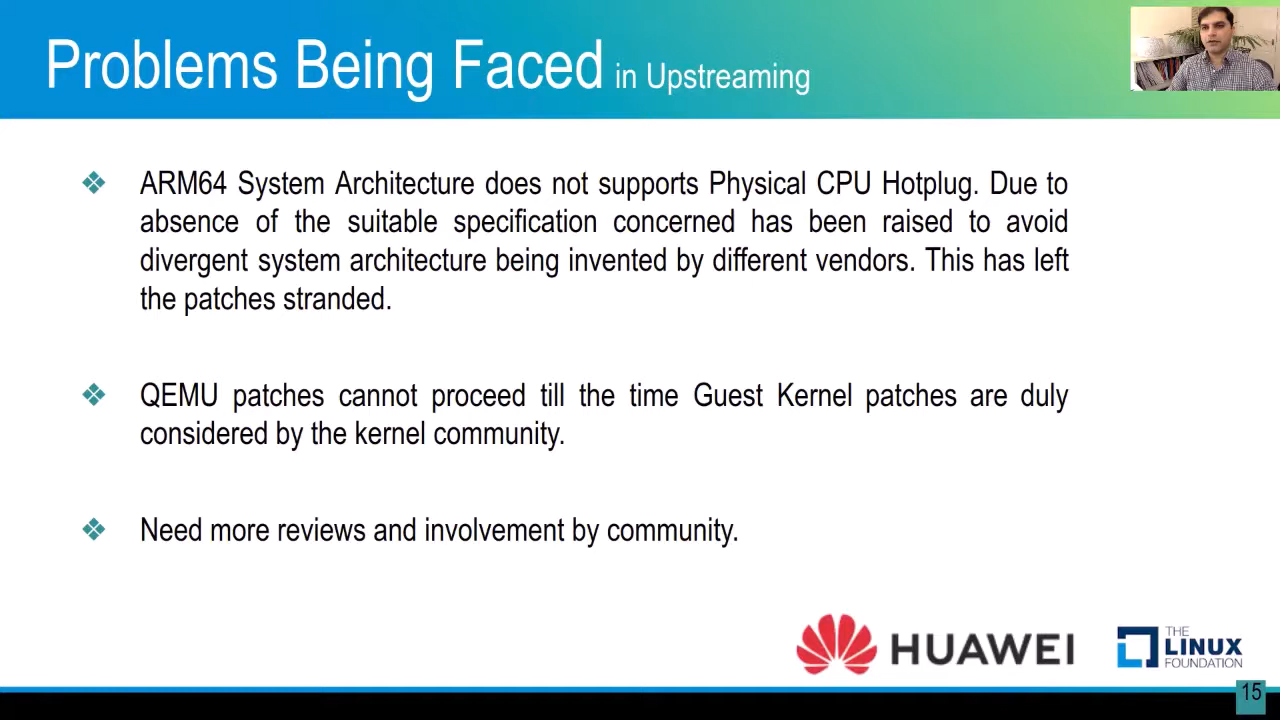 Problems Being Faced in Upstreaming
❖ ARM64 System Architecture does not supports Physical CPU Hotplug. Due to
absence of the suitable specification concerned has been raised to avoid
divergent system architecture being invented by different vendors. This has left
the patches stranded.
❖ QEMU patches cannot proceed till the time Guest Kernel patches are duly
considered by the kernel community.
❖ Need more reviews and involvement by community.
HUAWEI
THE
LINUX
FOUNDATION
15